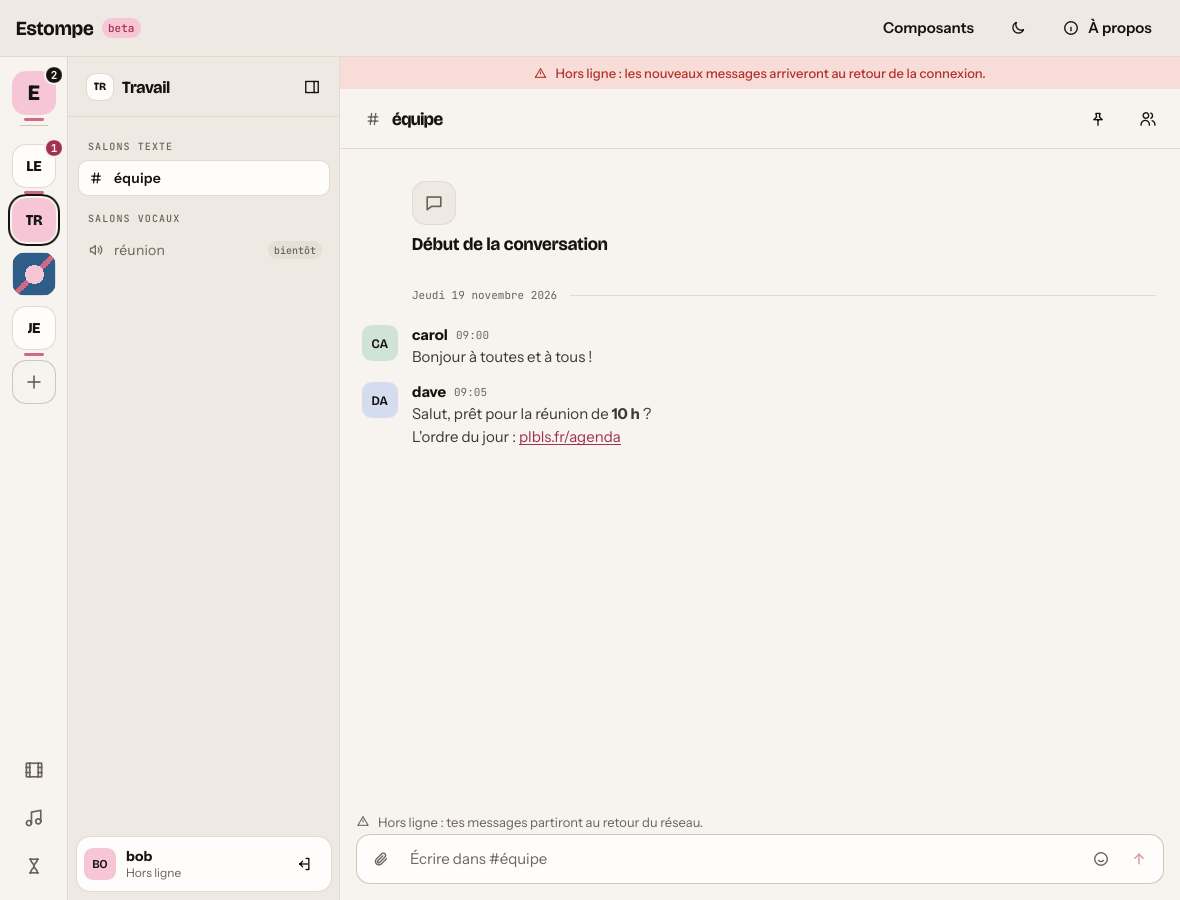 Estompe beta
Composants
À propos
E 2
LE 1
TR
JE
TR Travail
SALONS TEXTE
# équipe
SALONS VOCAUX
réunion bientôt
BO bob
Hors ligne
Hors ligne : les nouveaux messages arriveront au retour de la connexion.
# équipe
Début de la conversation
Jeudi 19 novembre 2026
CA carol 09:00
Bonjour à toutes et à tous !
DA dave 09:05
Salut, prêt pour la réunion de 10 h ?
L'ordre du jour : plbls.fr/agenda
Hors ligne : tes messages partiront au retour du réseau.
Écrire dans #équipe